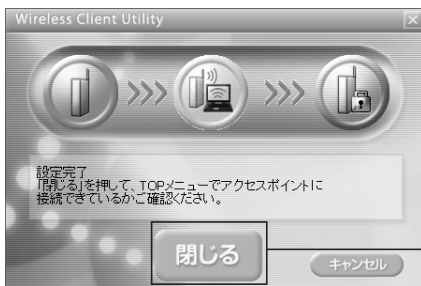 Wireless Client Utility
設定完了
「閉じる」を押して、TOPメニューでアクセスポイントに
接続できているかご確認ください。
閉じる
キャンセル